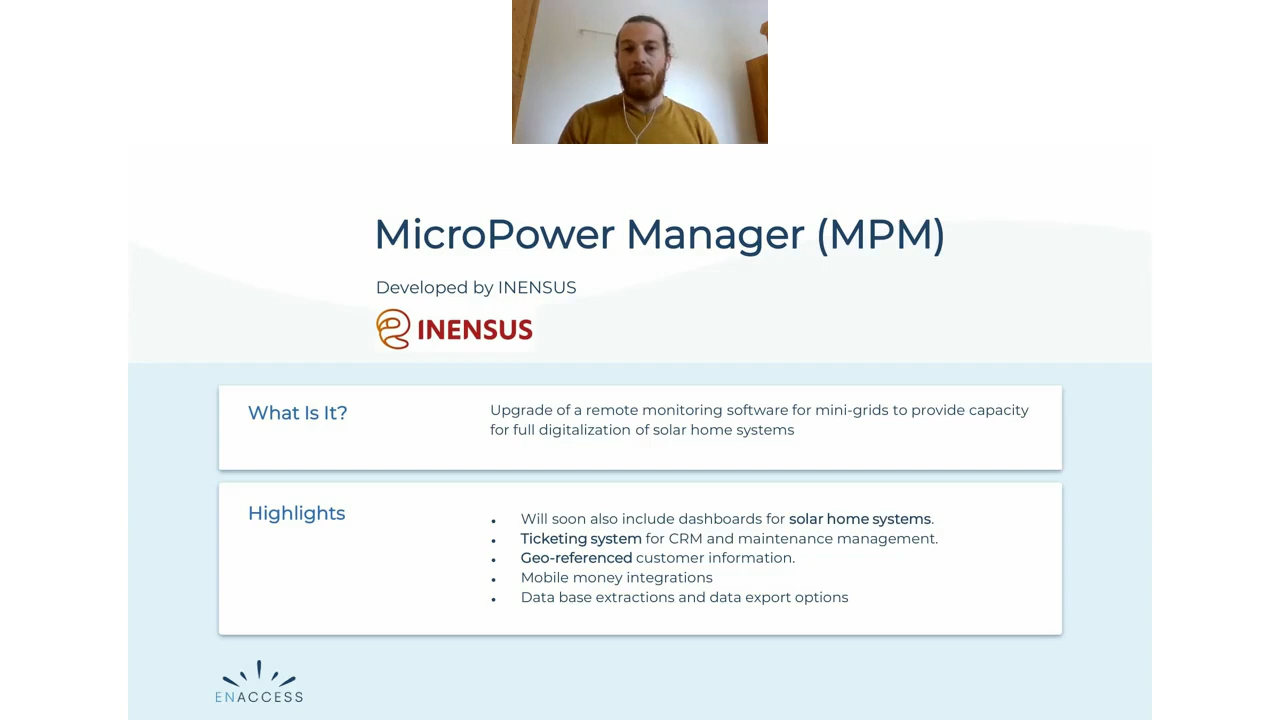 MicroPower Manager (MPM)
Developed by INENSUS
INENSUS
What Is It?
Upgrade of a remote monitoring software for mini-grids to provide capacity
for full digitalization of solar home systems
Highlights
• Will soon also include dashboards for solar home systems.
• Ticketing system for CRM and maintenance management.
• Geo-referenced customer information.
• Mobile money integrations
• Data base extractions and data export options
ENACCESS